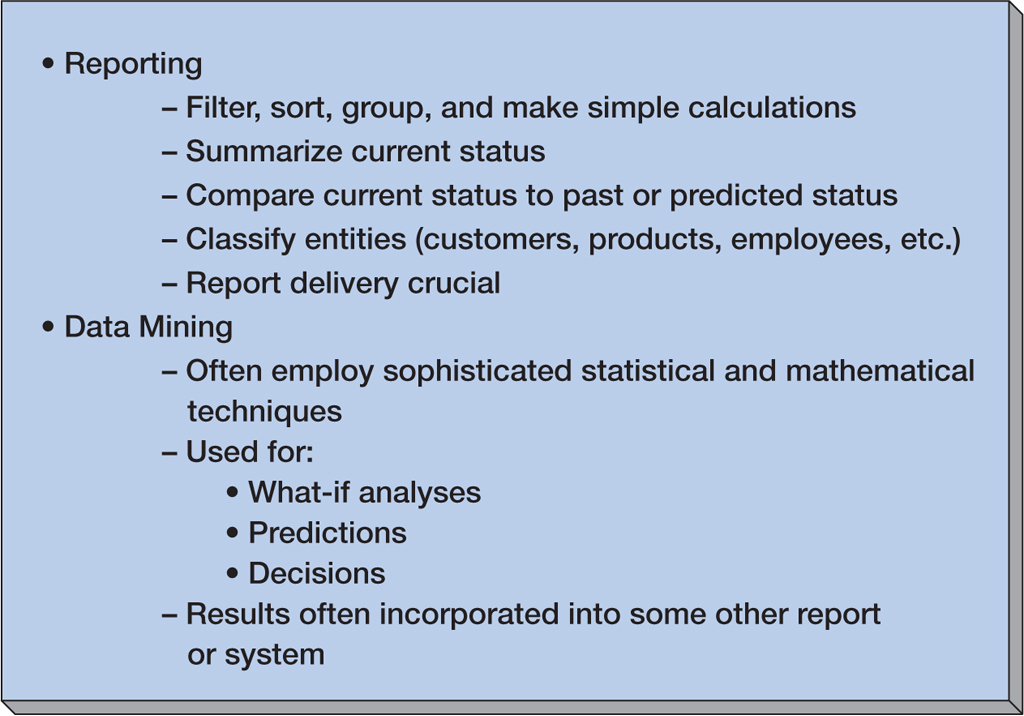 • Reporting
– Filter, sort, group, and make simple calculations
– Summarize current status
– Compare current status to past or predicted status
– Classify entities (customers, products, employees, etc.)
– Report delivery crucial
• Data Mining
– Often employ sophisticated statistical and mathematical
techniques
– Used for:
• What-if analyses
• Predictions
• Decisions
– Results often incorporated into some other report
or system